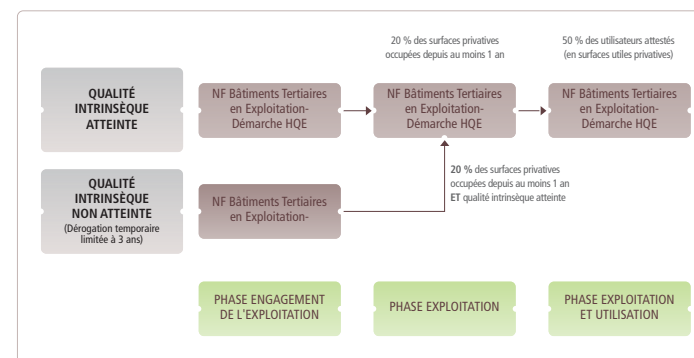 20 % des surfaces privatives
occupées depuis au moins 1 an
50 % des utilisateurs attestés
(en surfaces utiles privatives)
QUALITÉ
INTRINSÈQUE
ATTEINTE
NF Bâtiments Tertiaires
en Exploitation-
Démarche HQE
NF Bâtiments Tertiaires
en Exploitation-
Démarche HQE
NF Bâtiments Tertiaires
en Exploitation-
Démarche HQE
QUALITÉ
INTRINSÈQUE
NON ATTEINTE
(Dérogation temporaire
limitée à 3 ans)
NF Bâtiments Tertiaires
en Exploitation-
20 % des surfaces privatives
occupées depuis au moins 1 an
ET qualité intrinsèque atteinte
PHASE ENGAGEMENT
DE L'EXPLOITATION
PHASE EXPLOITATION
PHASE EXPLOITATION
ET UTILISATION